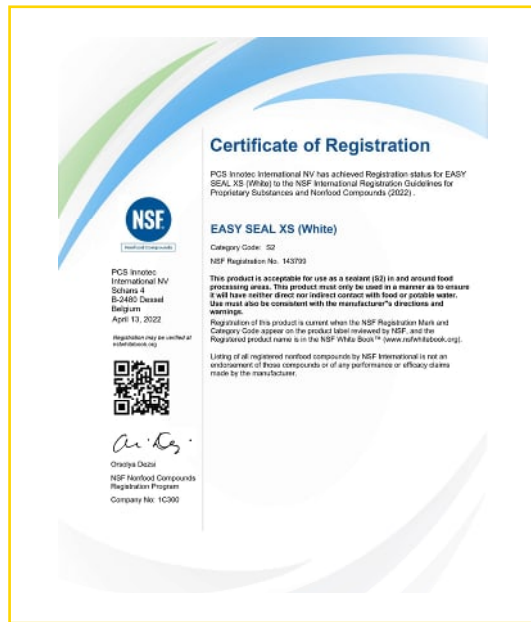 Certificate of Registration
PCS Innotec International NV has achieved Registration status for EASY
SEAL XS (White) to the NSF International Registration Guidelines for
Proprietary Substances and Nonfood Compounds (2022) .
NSF.
Nonfood Compounds
EASY SEAL XS (White)
Category Code: S2
NSF Registration No. 143799
This product is acceptable for use as a sealant (S2) in and around food
processing areas. This product must only be used in a manner as to ensure
it will have neither direct nor indirect contact with food or potable water.
Use must also be consistent with the manufacturer"s directions and
warnings.
Registration of this product is current when the NSF Registration Mark and
Category Code appear on the product label reviewed by NSF, and the
Registered product name is in the NSF White Book™ (www.nsfwhitebook.org).
Listing of all registered nonfood compounds by NSF International is not an
endorsement of those compounds or of any performance or efficacy claims
made by the manufacturer.
PCS Innotec
International NV
Schans 4
B-2480 Dessel
Belgium
April 13, 2022
Registration may be verified at
nsfwhitebook.org
Orsolya Dezsi
NSF Nonfood Compounds
Registration Program
Company No: 1C360